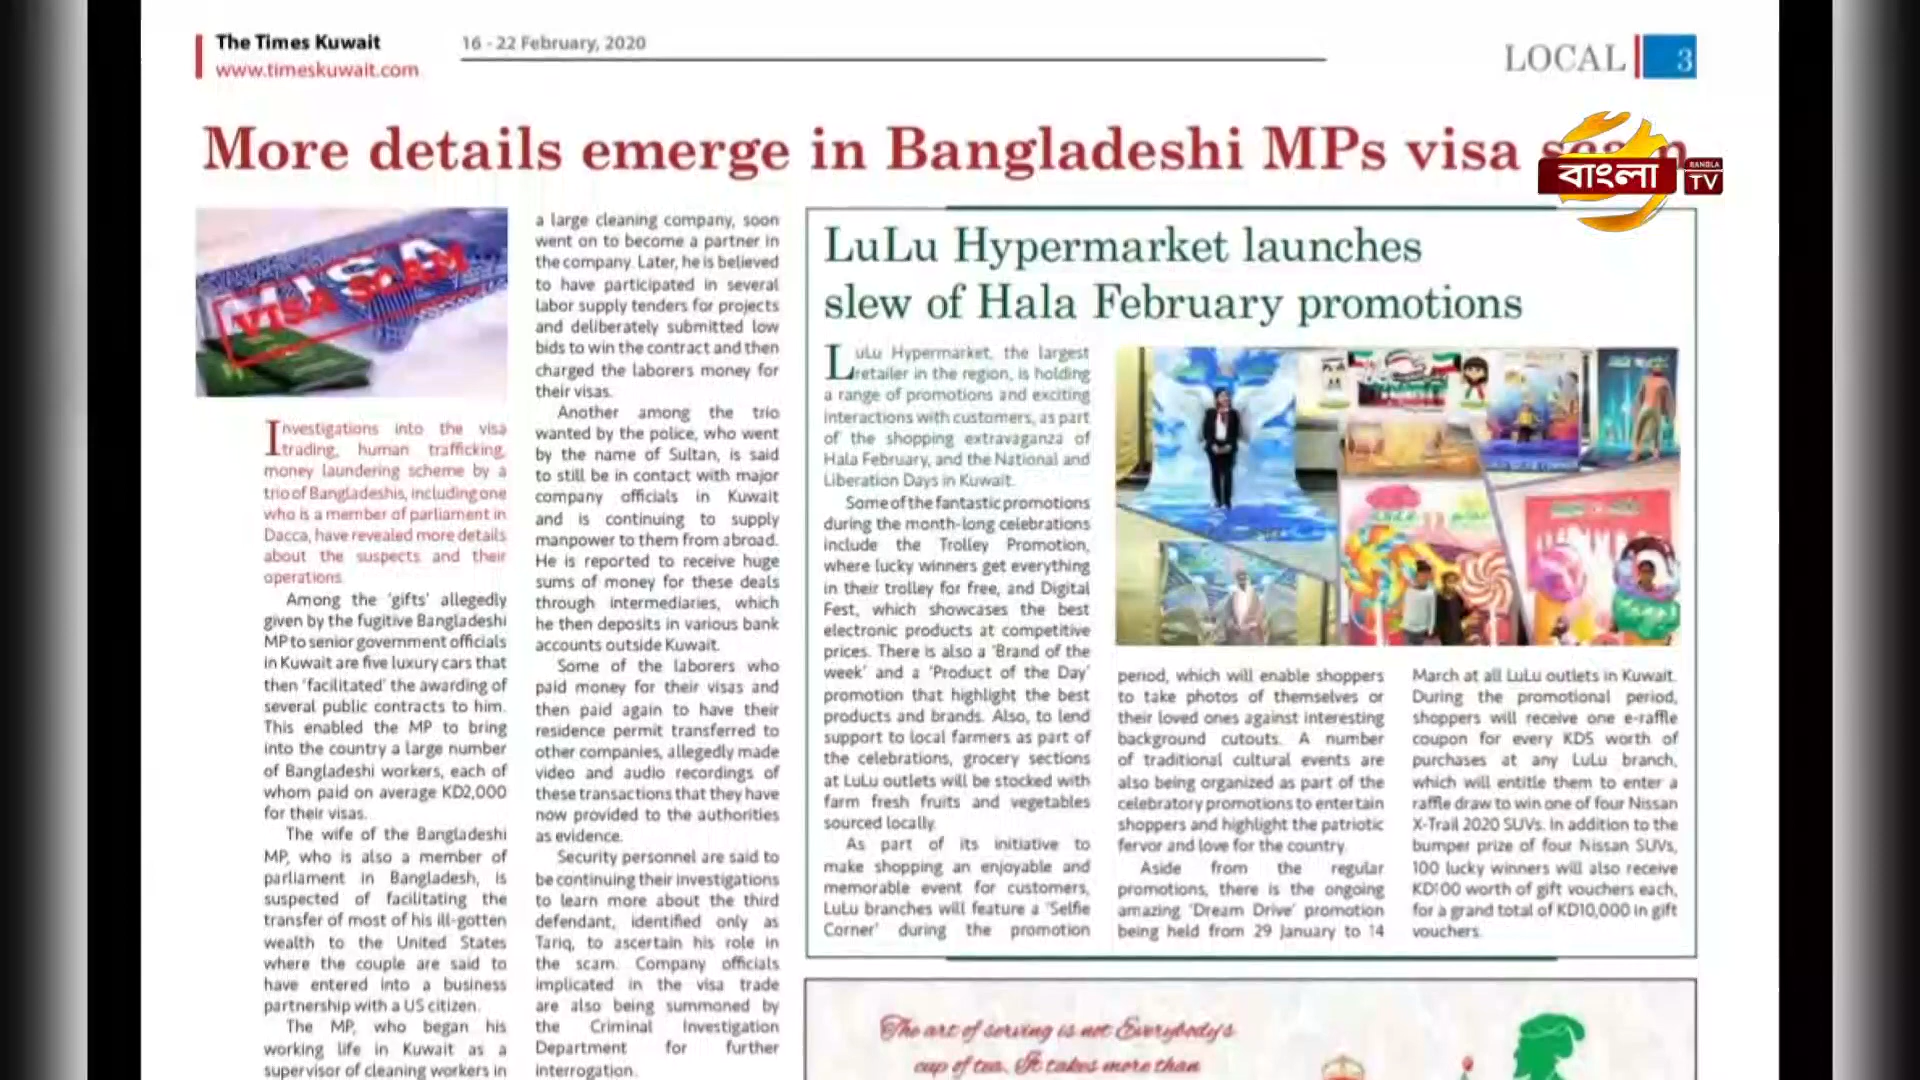 The Times Kuwait
www.timeskuwait.com
16 - 22 February, 2020
LOCAL 3
More details emerge in Bangladeshi MPs visa
বাংলা
BANGLA
TV
VISA
VISA SCAM
Investigations into the visa
trading, human trafficking,
money laundering scheme by a
trio of Bangladeshis, including one
who is a member of parliament in
Dacca, have revealed more details
about the suspects and their
operations.
Among the 'gifts' allegedly
given by the fugitive Bangladeshi
MP to senior government officials
in Kuwait are five luxury cars that
then 'facilitated' the awarding of
several public contracts to him.
This enabled the MP to bring
into the country a large number
of Bangladeshi workers, each of
whom paid on average KD2,000
for their visas.
The wife of the Bangladeshi
MP, who is also a member of
parliament in Bangladesh, is
suspected of facilitating the
transfer of most of his ill-gotten
wealth to the United States
where the couple are said to
have entered into a business
partnership with a US citizen.
The MP, who began his
working life in Kuwait as a
supervisor of cleaning workers in
a large cleaning company, soon
went on to become a partner in
the company. Later, he is believed
to have participated in several
labor supply tenders for projects
and deliberately submitted low
bids to win the contract and then
charged the laborers money for
their visas.
Another among the trio
wanted by the police, who went
by the name of Sultan, is said
to still be in contact with major
company officials in Kuwait
and is continuing to supply
manpower to them from abroad.
He is reported to receive huge
sums of money for these deals
through intermediaries, which
he then deposits in various bank
accounts outside Kuwait.
Some of the laborers who
paid money for their visas and
then paid again to have their
residence permit transferred to
other companies, allegedly made
video and audio recordings of
these transactions that they have
now provided to the authorities
as evidence.
Security personnel are said to
be continuing their investigations
to learn more about the third
defendant, identified only as
Tariq, to ascertain his role in
the scam. Company officials
implicated in the visa trade
are also being summoned by
the Criminal Investigation
Department for further
interrogation.
LuLu Hypermarket launches
slew of Hala February promotions
LuLu Hypermarket, the largest
retailer in the region, is holding
a range of promotions and exciting
interactions with customers, as part
of the shopping extravaganza of
Hala February, and the National and
Liberation Days in Kuwait.
Some of the fantastic promotions
during the month-long celebrations
include the Trolley Promotion,
where lucky winners get everything
in their trolley for free, and Digital
Fest, which showcases the best
electronic products at competitive
prices. There is also a 'Brand of the
week' and a 'Product of the Day'
promotion that highlight the best
products and brands. Also, to lend
support to local farmers as part of
the celebrations, grocery sections
at LuLu outlets will be stocked with
farm fresh fruits and vegetables
sourced locally.
As part of its initiative to
make shopping an enjoyable and
memorable event for customers,
LuLu branches will feature a 'Selfie
Corner' during the promotion
period, which will enable shoppers
to take photos of themselves or
their loved ones against interesting
background cutouts. A number
of traditional cultural events are
also being organized as part of the
celebratory promotions to entertain
shoppers and highlight the patriotic
fervor and love for the country.
Aside from the regular
promotions, there is the ongoing
amazing 'Dream Drive' promotion
being held from 29 January to 14
March at all LuLu outlets in Kuwait.
During the promotional period,
shoppers will receive one e-raffle
coupon for every KD5 worth of
purchases at any LuLu branch,
which will entitle them to enter a
raffle draw to win one of four Nissan
X-Trail 2020 SUVs. In addition to the
bumper prize of four Nissan SUVs,
100 lucky winners will also receive
KD100 worth of gift vouchers each,
for a grand total of KD10,000 in gift
vouchers.
The art of serving is not Everybody's
cup of tea. It takes more than